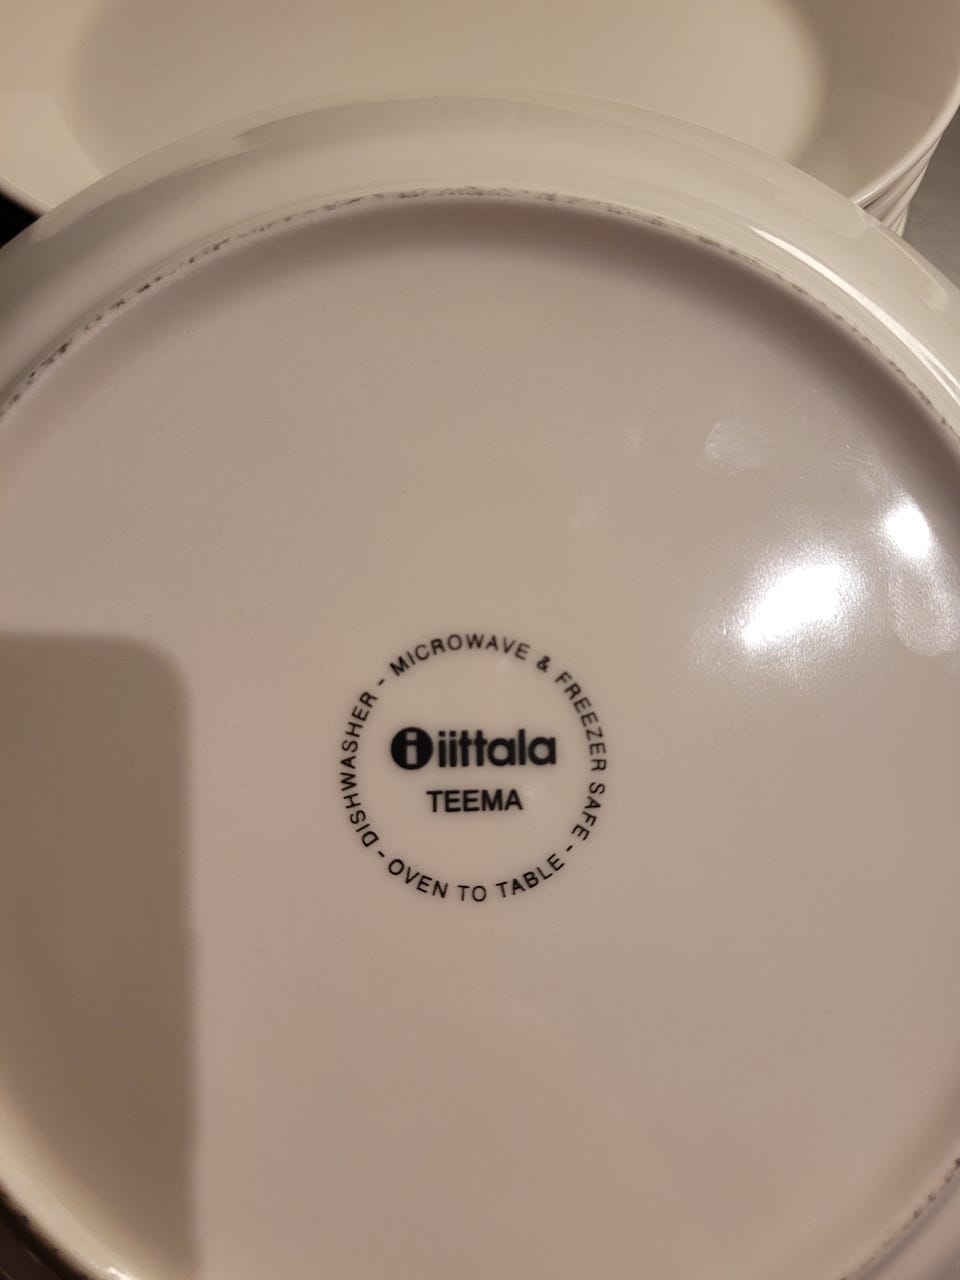 DISHWASHER - MICROWAVE & FREEZER SAFE - OVEN TO TABLE -
i iittala
TEEMA